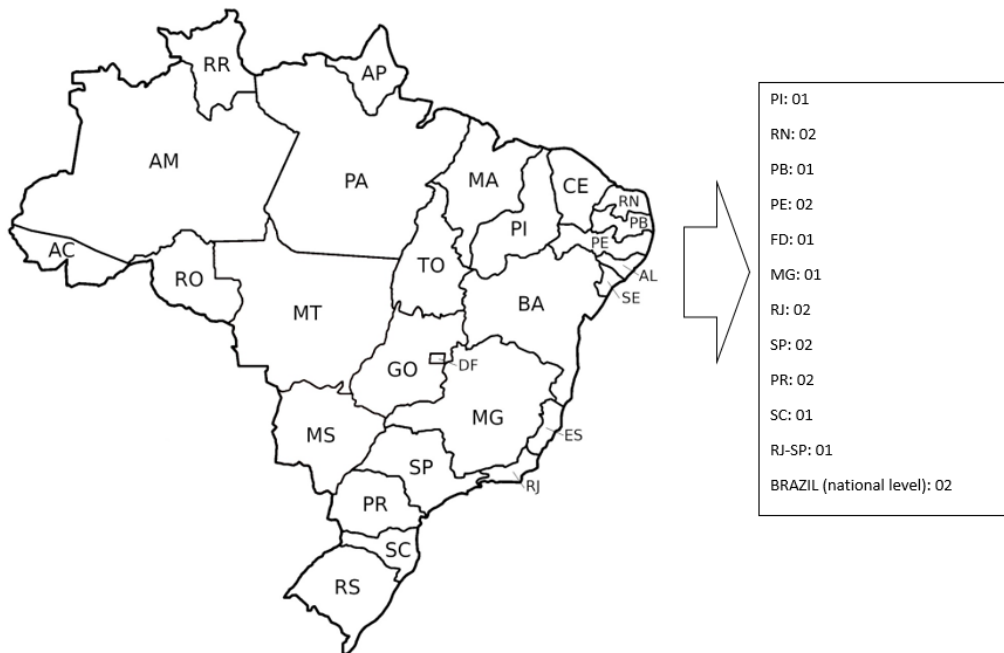 RR
AP
AM
PA
MA
CE
RN
PB
PI
PE
AC
TO
AL
RO
SE
BA
MT
GO
DF
MG
MS
ES
SP
RJ
PR
SC
RS
PI: 01
RN: 02
PB: 01
PE: 02
FD: 01
MG: 01
RJ: 02
SP: 02
PR: 02
SC: 01
RJ-SP: 01
BRAZIL (national level): 02